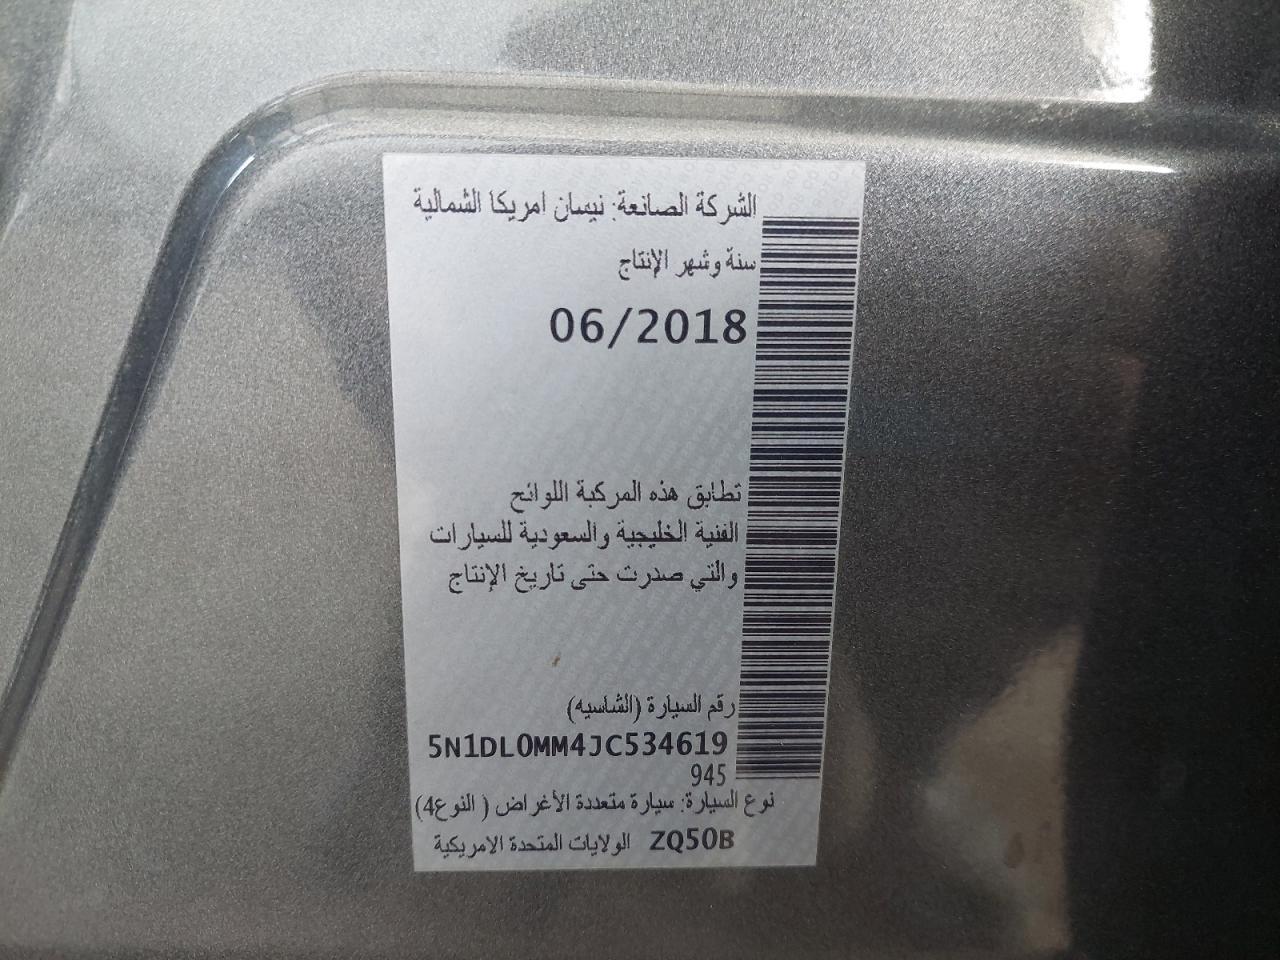 الشركة الصانعة: نيسان امريكا الشمالية
سنة وشهر الإنتاج
06/2018
تطابق هذه المركبة اللوائح
الفنية الخليجية والسعودية للسيارات
والتي صدرت حتى تاريخ الإنتاج
رقم السيارة (الشاسيه)
5N1DL0MM4JC534619
945
نوع السيارة: سيارة متعددة الأغراض ( النوع4)
ZQ50B الولايات المتحدة الامريكية